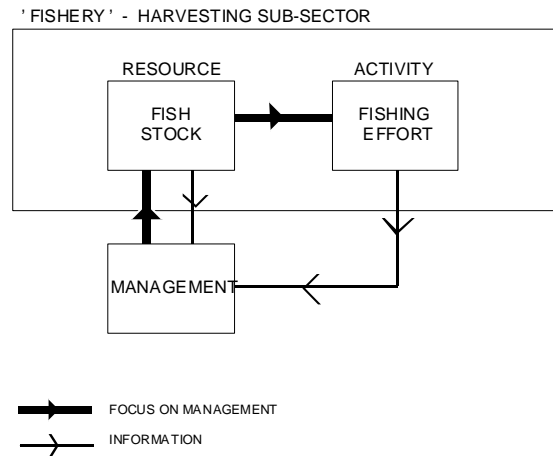 ' FISHERY ' - HARVESTING SUB-SECTOR
RESOURCE
ACTIVITY
FISH
STOCK
FISHING
EFFORT
MANAGEMENT
FOCUS ON MANAGEMENT
INFORMATION